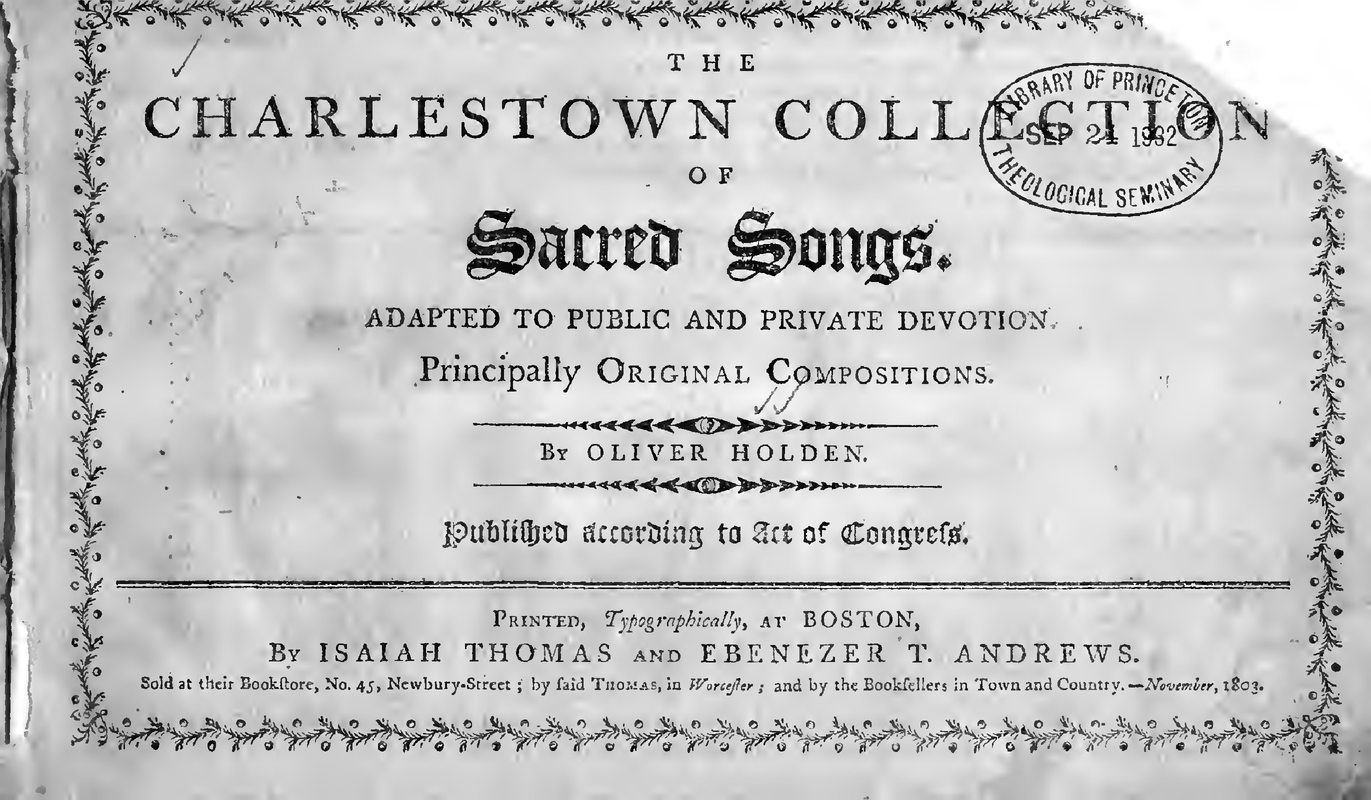 THE
CHARLESTOWN COLLECTION
OF
Sacred Songs.
ADAPTED TO PUBLIC AND PRIVATE DEVOTION.
Principally ORIGINAL COMPOSITIONS.
By OLIVER HOLDEN.
Publiſhed according to Act of Congreſs.
PRINTED, Typographically, AT BOSTON,
By ISAIAH THOMAS AND EBENEZER T. ANDREWS.
Sold at their Bookſtore, No. 45, Newbury-Street ; by ſaid THOMAS, in Worceſter ; and by the Bookſellers in Town and Country. —November, 1803.
LIBRARY OF PRINCETON
SEP 21 1982
THEOLOGICAL SEMINARY